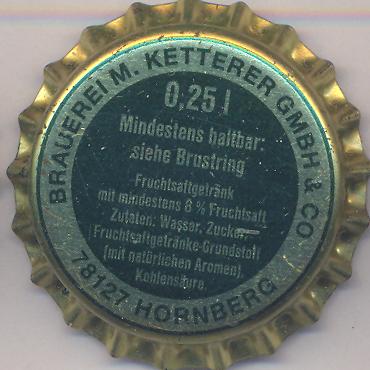 BRAUEREI M. KETTERER GMBH & CO
0,25 l
Mindestens haltbar:
siehe Brustring
Fruchtsaftgetränk
mit mindestens 8 % Fruchtsaft
Zutaten: Wasser, Zucker,
Fruchtsaftgetränke-Grundstoff
(mit natürlichen Aromen),
Kohlensäure.
78127 HORNBERG